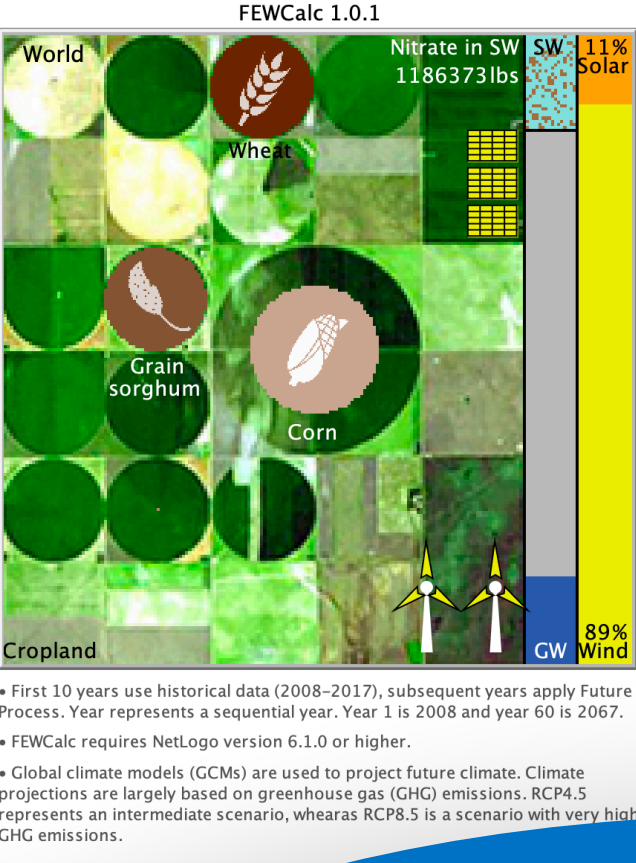 FEWCalc 1.0.1
World
Nitrate in SW
1186373lbs
SW
11%
Solar
Wheat
Grain
sorghum
Corn
Cropland
GW
89%
Wind
• First 10 years use historical data (2008-2017), subsequent years apply Future
Process. Year represents a sequential year. Year 1 is 2008 and year 60 is 2067.
• FEWCalc requires NetLogo version 6.1.0 or higher.
• Global climate models (GCMs) are used to project future climate. Climate
projections are largely based on greenhouse gas (GHG) emissions. RCP4.5
represents an intermediate scenario, whearas RCP8.5 is a scenario with very high
GHG emissions.